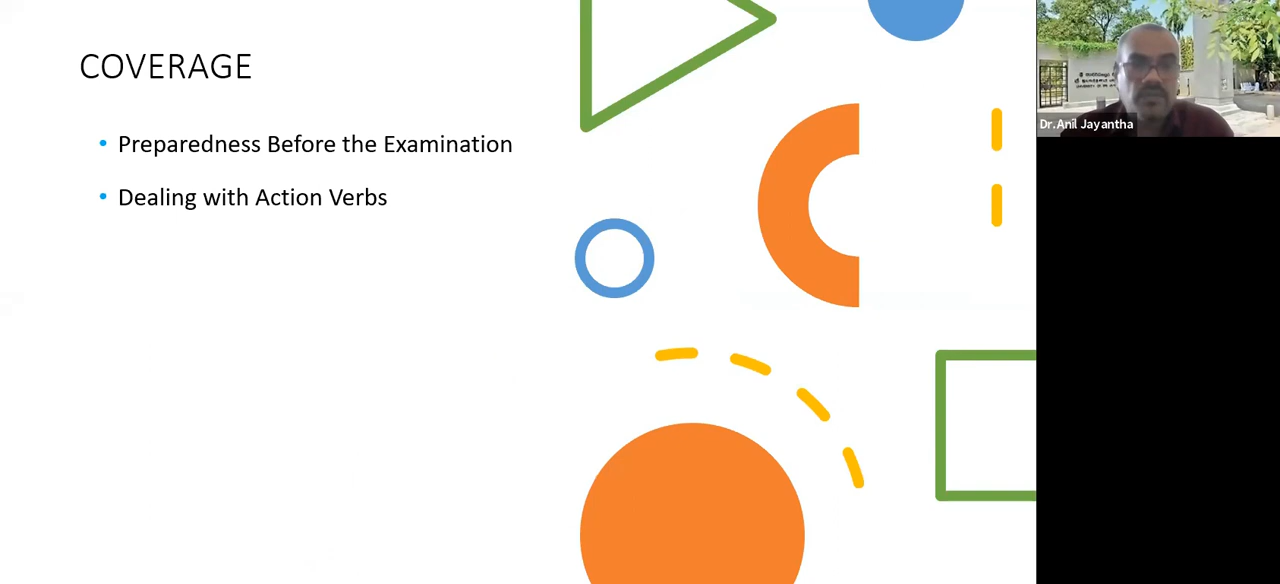 COVERAGE
• Preparedness Before the Examination
• Dealing with Action Verbs
Dr.Anil Jayantha